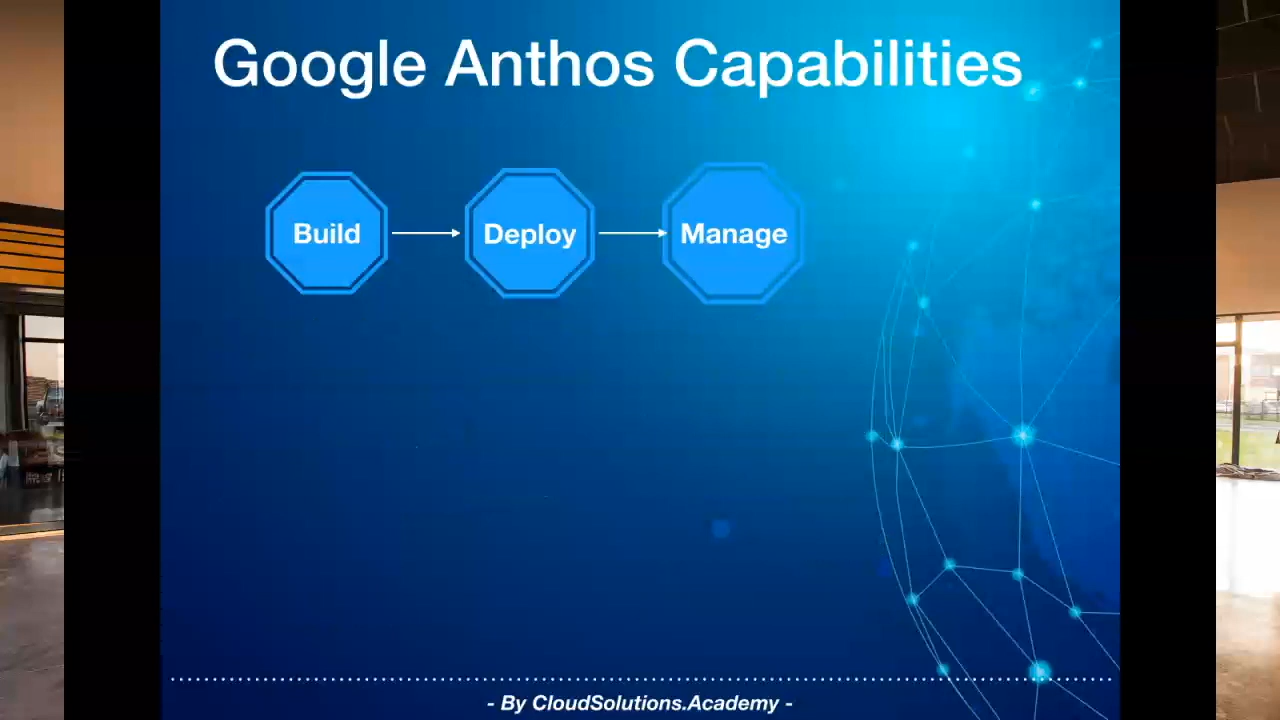 Google Anthos Capabilities
Build
Deploy
Manage
- By CloudSolutions.Academy -